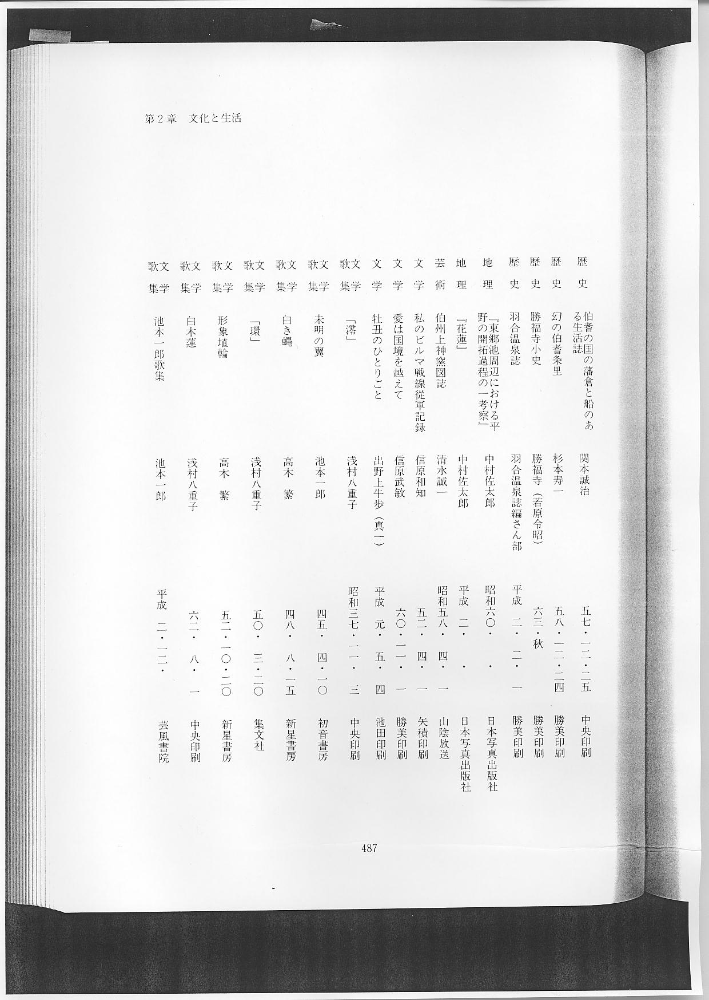 第2章　文化と生活
歴史　伯耆の国の藩倉と船のあ
る生活誌　関本誠治　五七・一二・二五　中央印刷
歴史　幻の伯耆条里　杉本寿一　五八・一二・二四　勝美印刷
歴史　勝福寺小史　勝福寺（若原令昭）　六三・秋　勝美印刷
歴史　羽合温泉誌　羽合温泉誌編さん部　平成　二・　二・　一　勝美印刷
地理　『東郷池周辺における平
野の開拓過程の一考察』　中村佐太郎　昭和六〇・　・　日本写真出版社
地理　『花蓮』　中村佐太郎　平成　二・　・　日本写真出版社
芸術　伯州上神窯図誌　清水誠一　昭和五八・　四・　一　山陰放送
文学　私のビルマ戦線従軍記録　信原和知　五二・　四・　一　矢積印刷
文学　愛は国境を越えて　信原武敏　六〇・一一・　一　勝美印刷
文学　牡丑のひとりごと　出野上牛歩（真一）　平成　元・　五・　四　池田印刷
文学歌集　「澪」　浅村八重子　昭和三七・一一・　三　中央印刷
文学歌集　未明の翼　池本一郎　四五・　四・一〇　初音書房
文学歌集　白き蝿　高木　繁　四八・　八・一五　新星書房
文学歌集　「環」　浅村八重子　五〇・　三・二〇　集文社
文学歌集　形象埴輪　高木　繁　五二・一〇・二〇　新星書房
文学歌集　白木蓮　浅村八重子　六二・　八・　一　中央印刷
文学歌集　池本一郎歌集　池本一郎　平成　二・一二・　芸風書院
487